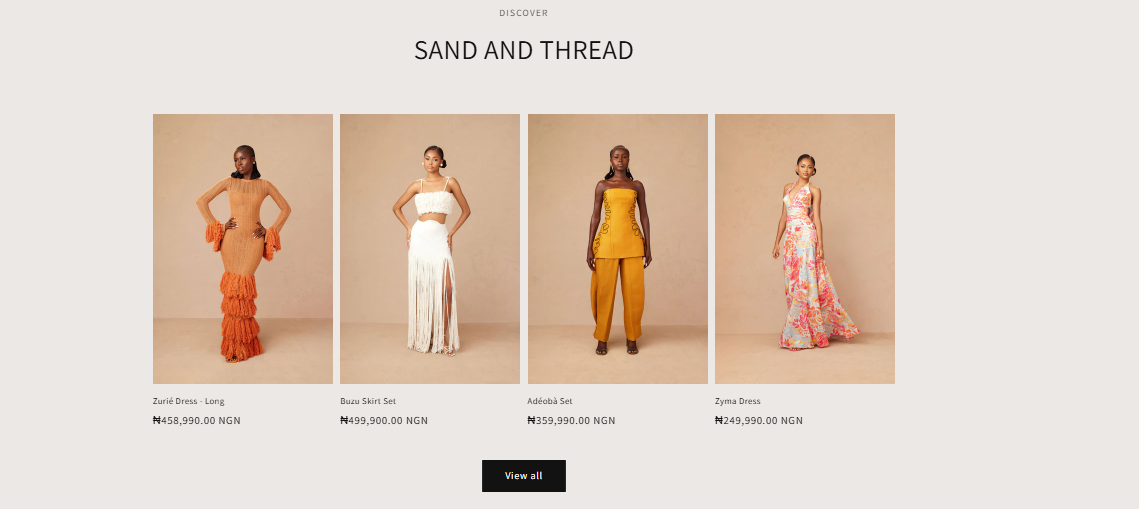 DISCOVER
SAND AND THREAD
Zurié Dress - Long
₦458,990.00 NGN
Buzu Skirt Set
₦499,900.00 NGN
Adéobà Set
₦359,990.00 NGN
Zyma Dress
₦249,990.00 NGN
View all